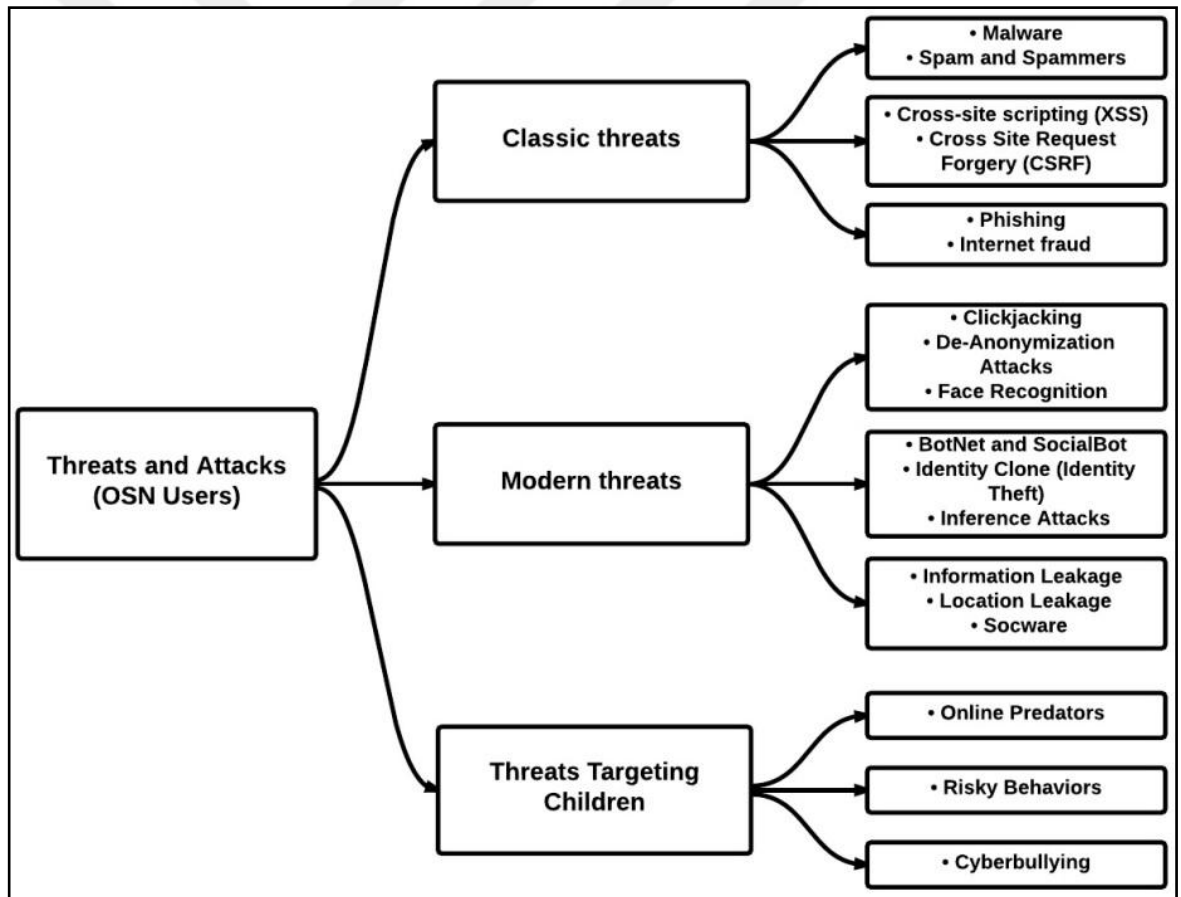 Threats and Attacks
(OSN Users)
Classic threats
• Malware
• Spam and Spammers
• Cross-site scripting (XSS)
• Cross Site Request
Forgery (CSRF)
• Phishing
• Internet fraud
Modern threats
• Clickjacking
• De-Anonymization
Attacks
• Face Recognition
• BotNet and SocialBot
• Identity Clone (Identity
Theft)
• Inference Attacks
• Information Leakage
• Location Leakage
• Socware
Threats Targeting
Children
• Online Predators
• Risky Behaviors
• Cyberbullying